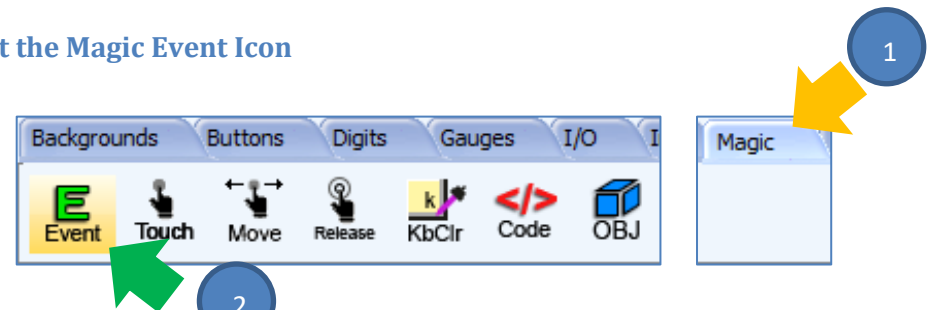 t the Magic Event Icon
1
Backgrounds Buttons Digits Gauges I/O I Magic
Event Touch Move Release KbClr Code OBJ
2